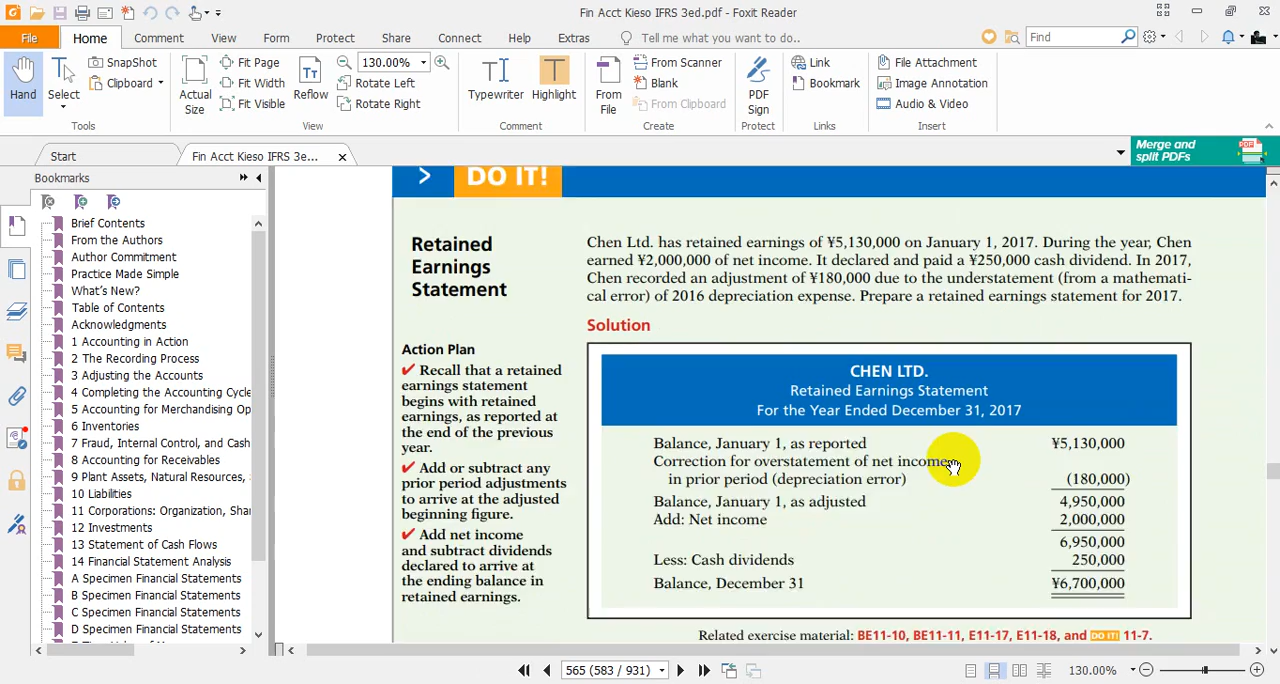 Fin Acct Kieso IFRS 3ed.pdf - Foxit Reader
File Home Comment View Form Protect Share Connect Help Extras Tell me what you want to do.. Find
Hand
Select
SnapShot
Clipboard
Tools
Actual
Size
Fit Page
Fit Width
Fit Visible
Reflow
130.00%
Rotate Left
Rotate Right
View
Typewriter
Highlight
Comment
From
File
From Scanner
Blank
From Clipboard
Create
PDF
Sign
Protect
Link
Bookmark
Links
File Attachment
Image Annotation
Audio & Video
Insert
Start
Fin Acct Kieso IFRS 3e...
Merge and
split PDFs
PDF
Bookmarks
Brief Contents
From the Authors
Author Commitment
Practice Made Simple
What's New?
Table of Contents
Acknowledgments
1 Accounting in Action
2 The Recording Process
3 Adjusting the Accounts
4 Completing the Accounting Cycle
5 Accounting for Merchandising Op
6 Inventories
7 Fraud, Internal Control, and Cash
8 Accounting for Receivables
9 Plant Assets, Natural Resources,
10 Liabilities
11 Corporations: Organization, Sha
12 Investments
13 Statement of Cash Flows
14 Financial Statement Analysis
A Specimen Financial Statements
B Specimen Financial Statements
C Specimen Financial Statements
D Specimen Financial Statements
> DO IT!
Retained
Earnings
Statement
Chen Ltd. has retained earnings of ¥5,130,000 on January 1, 2017. During the year, Chen
earned ¥2,000,000 of net income. It declared and paid a ¥250,000 cash dividend. In 2017,
Chen recorded an adjustment of ¥180,000 due to the understatement (from a mathemati-
cal error) of 2016 depreciation expense. Prepare a retained earnings statement for 2017.
Solution
Action Plan
✔ Recall that a retained
earnings statement
begins with retained
earnings, as reported at
the end of the previous
year.
✔ Add or subtract any
prior period adjustments
to arrive at the adjusted
beginning figure.
✔ Add net income
and subtract dividends
declared to arrive at
the ending balance in
retained earnings.
CHEN LTD.
Retained Earnings Statement
For the Year Ended December 31, 2017
Balance, January 1, as reported ¥5,130,000
Correction for overstatement of net income
in prior period (depreciation error) (180,000)
Balance, January 1, as adjusted 4,950,000
Add: Net income 2,000,000
6,950,000
Less: Cash dividends 250,000
Balance, December 31 ¥6,700,000
Related exercise material: BE11-10, BE11-11, E11-17, E11-18, and DO IT! 11-7.
565 (583 / 931)
130.00%